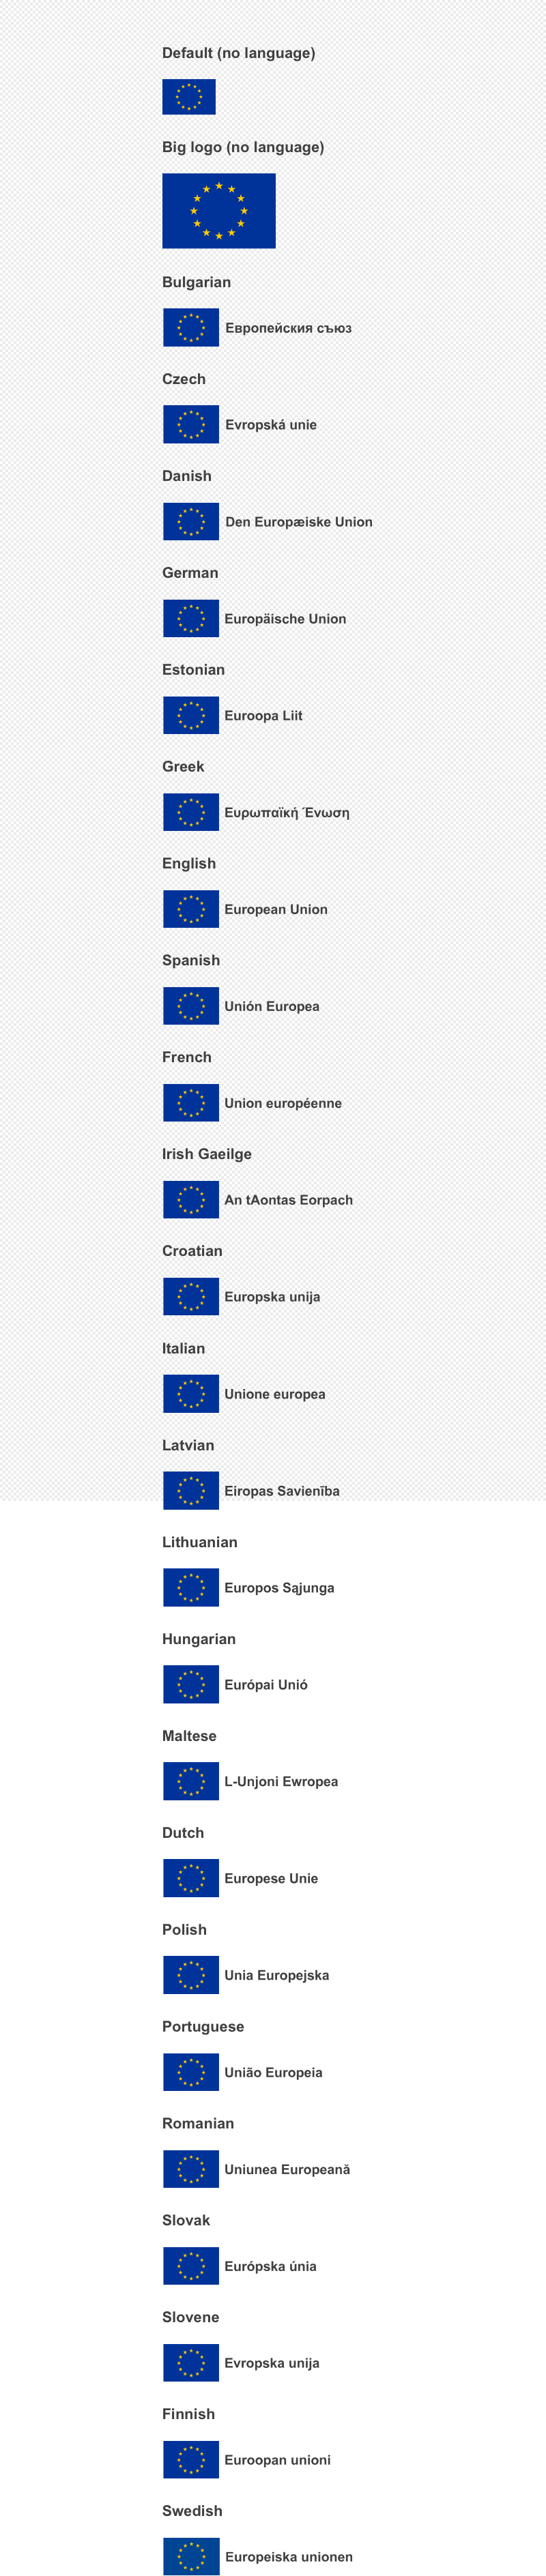 Default (no language)
Big logo (no language)
Bulgarian
Европейския съюз
Czech
Evropská unie
Danish
Den Europæiske Union
German
Europäische Union
Estonian
Euroopa Liit
Greek
Ευρωπαϊκή Ένωση
English
European Union
Spanish
Unión Europea
French
Union européenne
Irish Gaeilge
An tAontas Eorpach
Croatian
Europska unija
Italian
Unione europea
Latvian
Eiropas Savienība
Lithuanian
Europos Sąjunga
Hungarian
Európai Unió
Maltese
L-Unjoni Ewropea
Dutch
Europese Unie
Polish
Unia Europejska
Portuguese
União Europeia
Romanian
Uniunea Europeană
Slovak
Európska únia
Slovene
Evropska unija
Finnish
Euroopan unioni
Swedish
Europeiska unionen